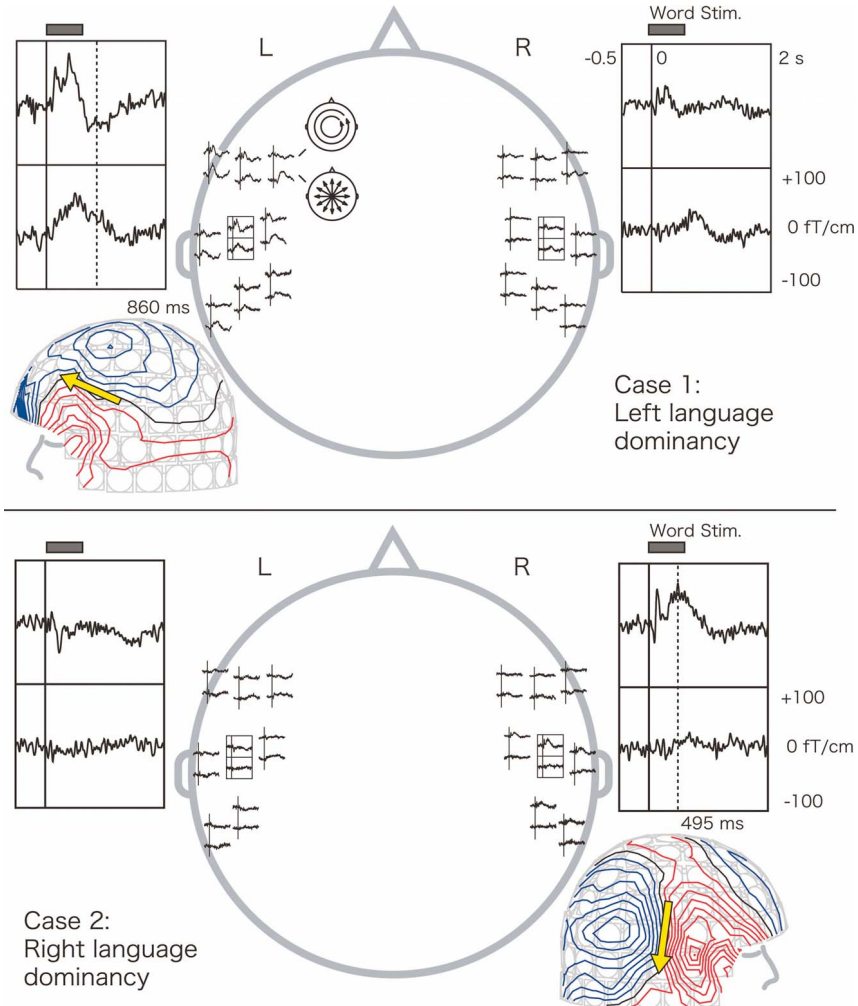 Word Stim.
L
R
-0.5
0
2 s
+100
0 fT/cm
-100
860 ms
Case 1:
Left language
dominancy
Word Stim.
L
R
+100
0 fT/cm
-100
495 ms
Case 2:
Right language
dominancy